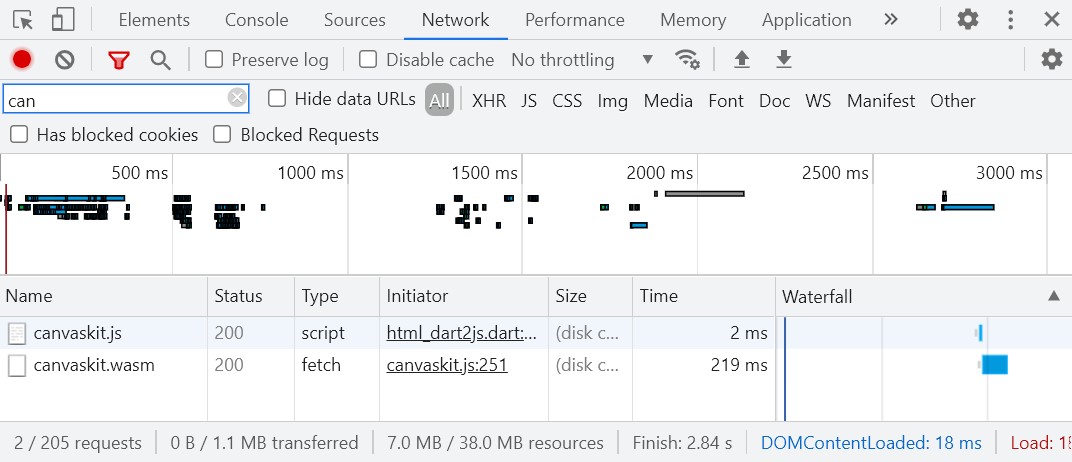 Elements Console Sources Network Performance Memory Application
Preserve log Disable cache No throttling
can Hide data URLs All XHR JS CSS Img Media Font Doc WS Manifest Other
Has blocked cookies Blocked Requests
500 ms 1000 ms 1500 ms 2000 ms 2500 ms 3000 ms
Name Status Type Initiator Size Time Waterfall
canvaskit.js 200 script html_dart2js.dart:... (disk c... 2 ms
canvaskit.wasm 200 fetch canvaskit.js:251 (disk c... 219 ms
2 / 205 requests 0 B / 1.1 MB transferred 7.0 MB / 38.0 MB resources Finish: 2.84 s DOMContentLoaded: 18 ms Load: